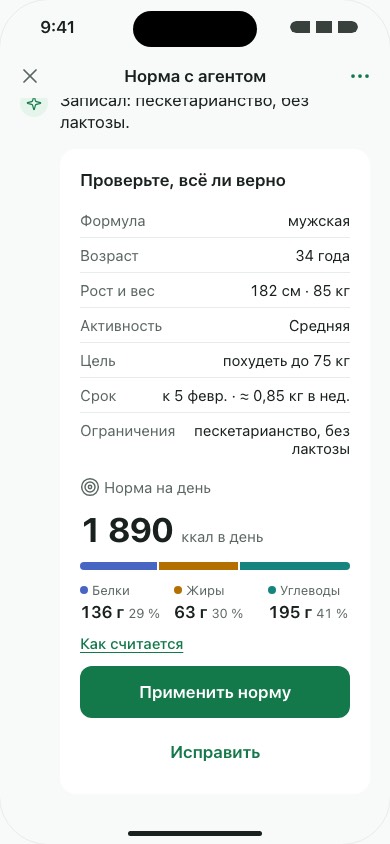 9:41
Норма с агентом
Записал: пескетарианство, без
лактозы.
Проверьте, всё ли верно
Формула мужская
Возраст 34 года
Рост и вес 182 см · 85 кг
Активность Средняя
Цель похудеть до 75 кг
Срок к 5 февр. · ≈ 0,85 кг в нед.
Ограничения пескетарианство, без
лактозы
Норма на день
1 890 ккал в день
Белки Жиры Углеводы
136 г 29 % 63 г 30 % 195 г 41 %
Как считается
Применить норму
Исправить